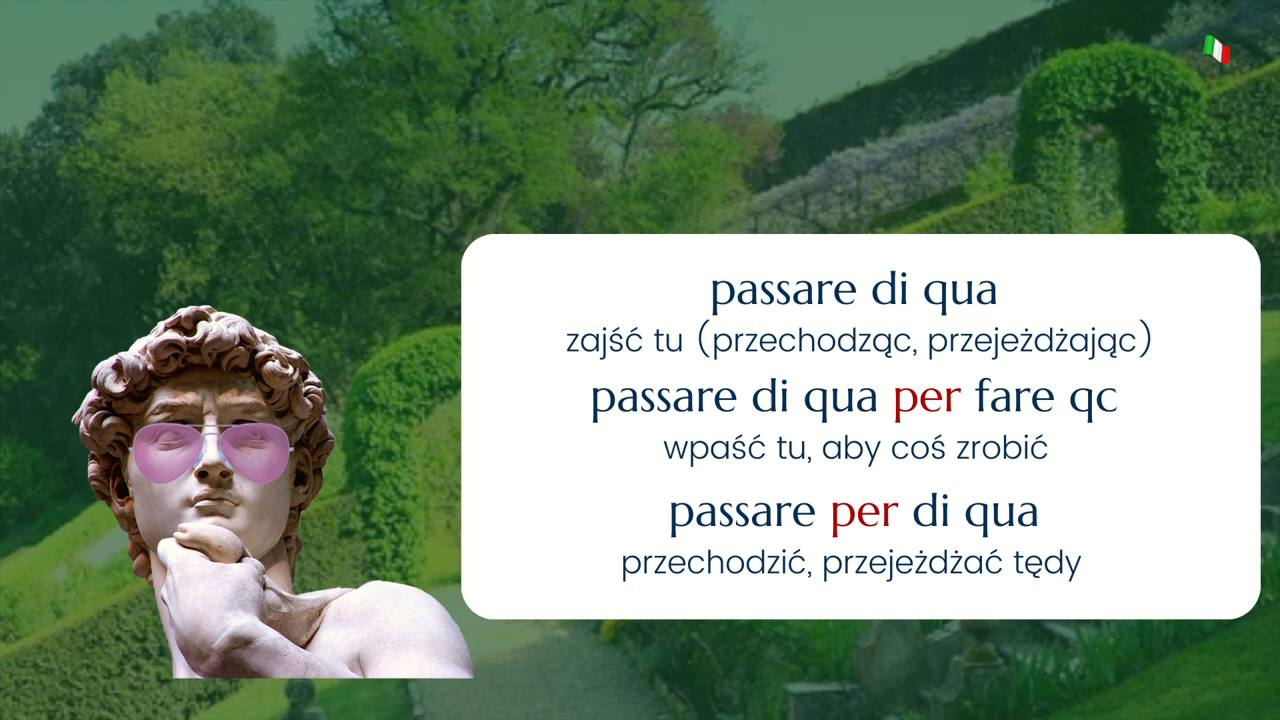 passare di qua
zajść tu (przechodząc, przejeżdżając)
passare di qua per fare qc
wpaść tu, aby coś zrobić
passare per di qua
przechodzić, przejeżdżać tędy